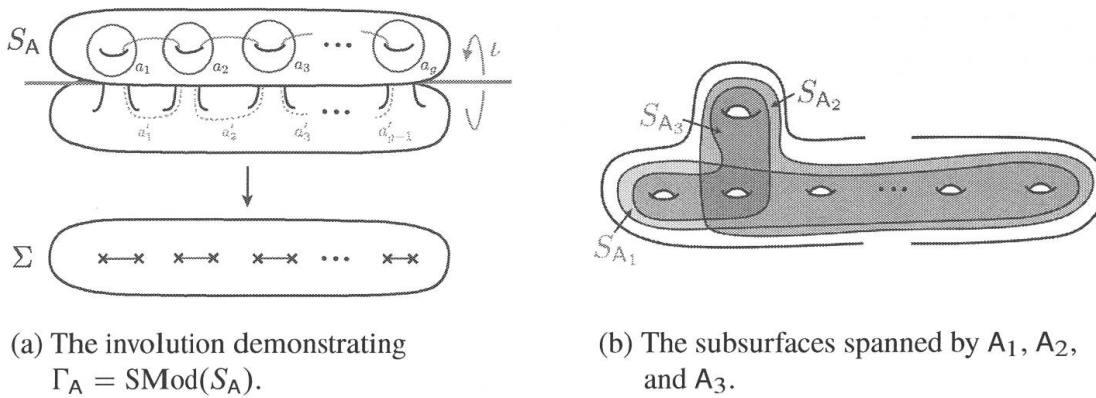 S_A
a_1 a_2 a_3 ... a_g
ι
a'_1 a'_2 a'_3 ... a'_{g-1}
Σ
(a) The involution demonstrating
Γ_A = SMod(S_A).
S_{A_2}
S_{A_3}
S_{A_1}
(b) The subsurfaces spanned by A_1, A_2,
and A_3.